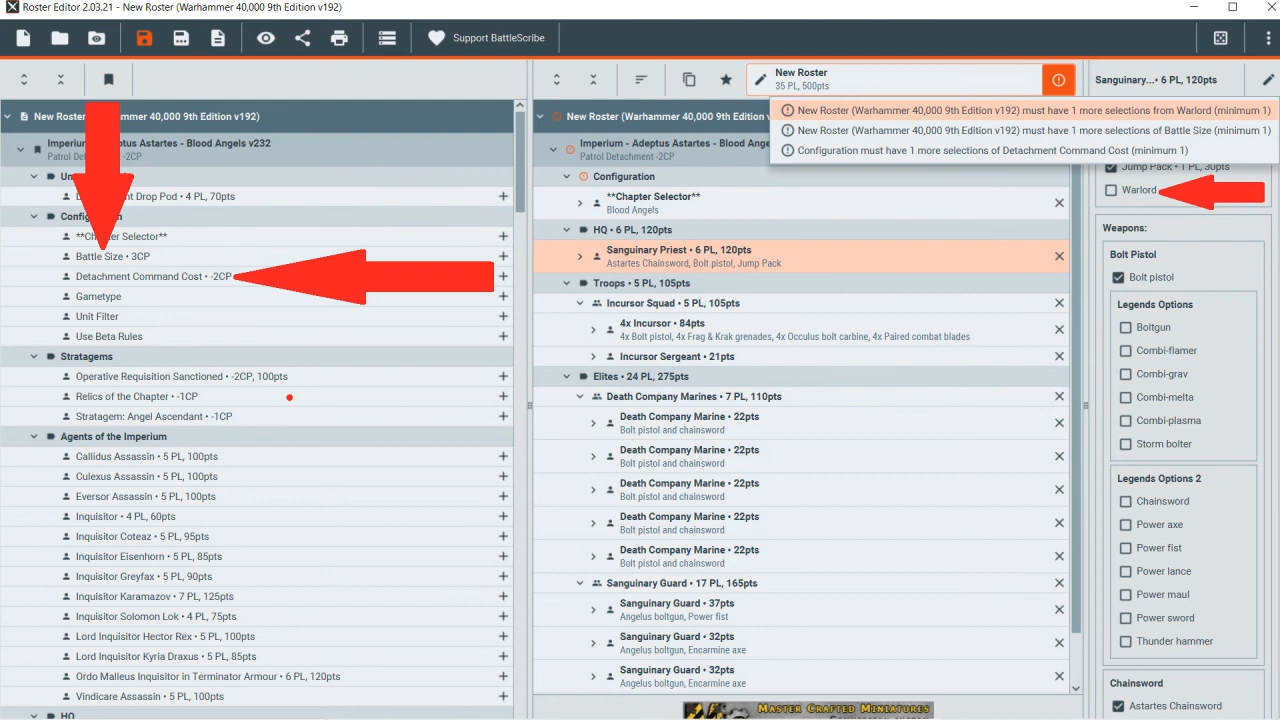 Roster Editor 2.03.21 - New Roster (Warhammer 40,000 9th Edition v192)
Support BattleScribe
New Roster
35 PL, 500pts
Sanguinary...• 6 PL, 120pts
New Roster (Warhammer 40,000 9th Edition v192) must have 1 more selections from Warlord (minimum 1)
New Roster (Warhammer 40,000 9th Edition v192) must have 1 more selections of Battle Size (minimum 1)
Configuration must have 1 more selections of Detachment Command Cost (minimum 1)
New Ro hammer 40,000 9th Edition v192)
Imperium eptus Astartes - Blood Angels v232
Patrol Detac -2CP
Un
nt Drop Pod • 4 PL, 70pts
Config
**Ch r Selector**
Battle Size • 3CP
Detachment Command Cost • -2CP
Gametype
Unit Filter
Use Beta Rules
Stratagems
Operative Requisition Sanctioned • -2CP, 100pts
Relics of the Chapter • -1CP
Stratagem: Angel Ascendant • -1CP
Agents of the Imperium
Callidus Assassin • 5 PL, 100pts
Culexus Assassin • 5 PL, 100pts
Eversor Assassin • 5 PL, 100pts
Inquisitor • 4 PL, 60pts
Inquisitor Coteaz • 5 PL, 95pts
Inquisitor Eisenhorn • 5 PL, 85pts
Inquisitor Greyfax • 5 PL, 90pts
Inquisitor Karamazov • 7 PL, 125pts
Inquisitor Solomon Lok • 4 PL, 75pts
Lord Inquisitor Hector Rex • 5 PL, 100pts
Lord Inquisitor Kyria Draxus • 5 PL, 85pts
Ordo Malleus Inquisitor in Terminator Armour • 6 PL, 120pts
Vindicare Assassin • 5 PL, 100pts
HQ
New Roster (Warhammer 40,000 9th Edition v
Imperium - Adeptus Astartes - Blood Ange
Patrol Detachment -2CP
Configuration
**Chapter Selector**
Blood Angels
HQ • 6 PL, 120pts
Sanguinary Priest • 6 PL, 120pts
Astartes Chainsword, Bolt pistol, Jump Pack
Troops • 5 PL, 105pts
Incursor Squad • 5 PL, 105pts
4x Incursor • 84pts
4x Bolt pistol, 4x Frag & Krak grenades, 4x Occulus bolt carbine, 4x Paired combat blades
Incursor Sergeant • 21pts
Elites • 24 PL, 275pts
Death Company Marines • 7 PL, 110pts
Death Company Marine • 22pts
Bolt pistol and chainsword
Death Company Marine • 22pts
Bolt pistol and chainsword
Death Company Marine • 22pts
Bolt pistol and chainsword
Death Company Marine • 22pts
Bolt pistol and chainsword
Death Company Marine • 22pts
Bolt pistol and chainsword
Sanguinary Guard • 17 PL, 165pts
Sanguinary Guard • 37pts
Angelus boltgun, Power fist
Sanguinary Guard • 32pts
Angelus boltgun, Encarmine axe
Sanguinary Guard • 32pts
Angelus boltgun, Encarmine axe
Master Crafted Miniatures
Jump Pack • 1 PL, 30pts
Warlord
Weapons:
Bolt Pistol
Bolt pistol
Legends Options
Boltgun
Combi-flamer
Combi-grav
Combi-melta
Combi-plasma
Storm bolter
Legends Options 2
Chainsword
Power axe
Power fist
Power lance
Power maul
Power sword
Thunder hammer
Chainsword
Astartes Chainsword